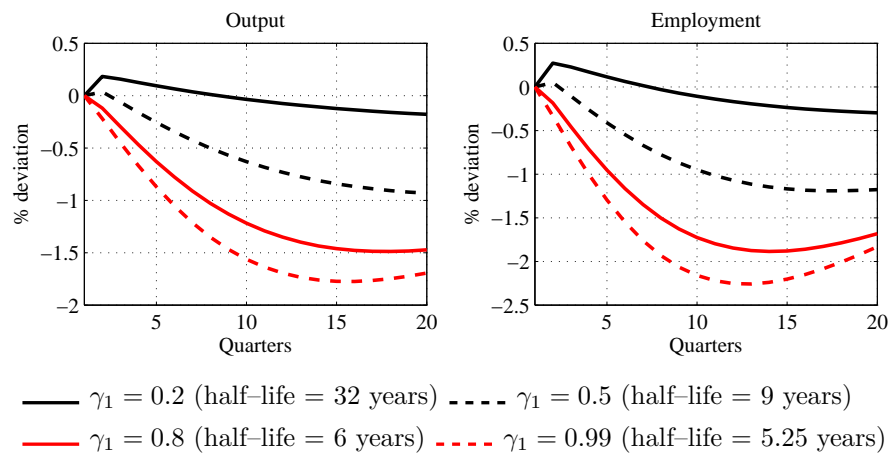 Output
Employment
0.5
0
−0.5
−1
−1.5
−2
% deviation
5
10
15
20
Quarters
0.5
0
−0.5
−1
−1.5
−2
−2.5
% deviation
5
10
15
20
Quarters
γ₁ = 0.2 (half–life = 32 years)
γ₁ = 0.5 (half–life = 9 years)
γ₁ = 0.8 (half–life = 6 years)
γ₁ = 0.99 (half–life = 5.25 years)